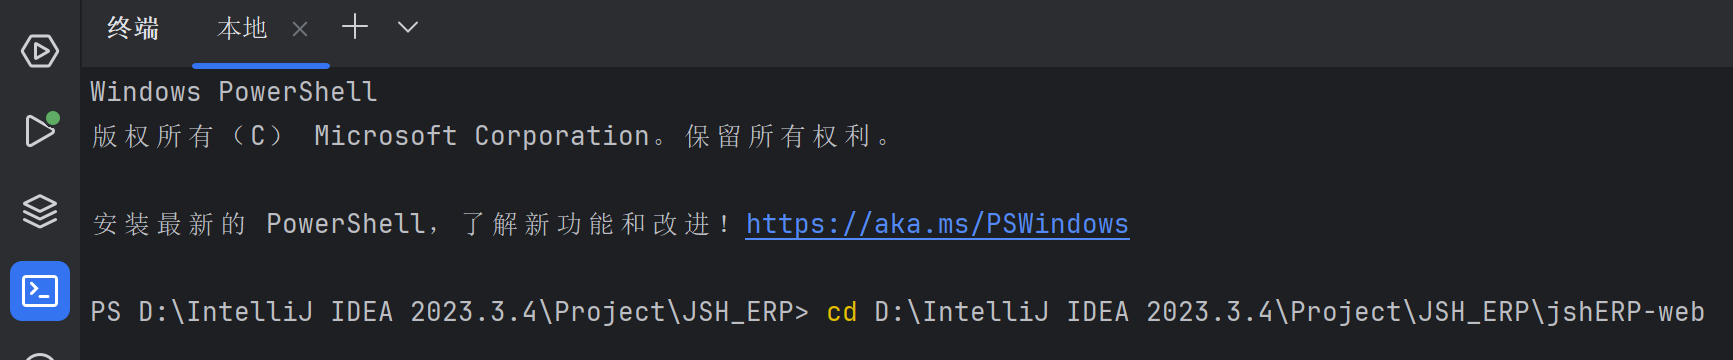 终端 本地
Windows PowerShell
版权所有（C） Microsoft Corporation。保留所有权利。
安装最新的 PowerShell，了解新功能和改进！https://aka.ms/PSWindows
PS D:\IntelliJ IDEA 2023.3.4\Project\JSH_ERP> cd D:\IntelliJ IDEA 2023.3.4\Project\JSH_ERP\jshERP-web